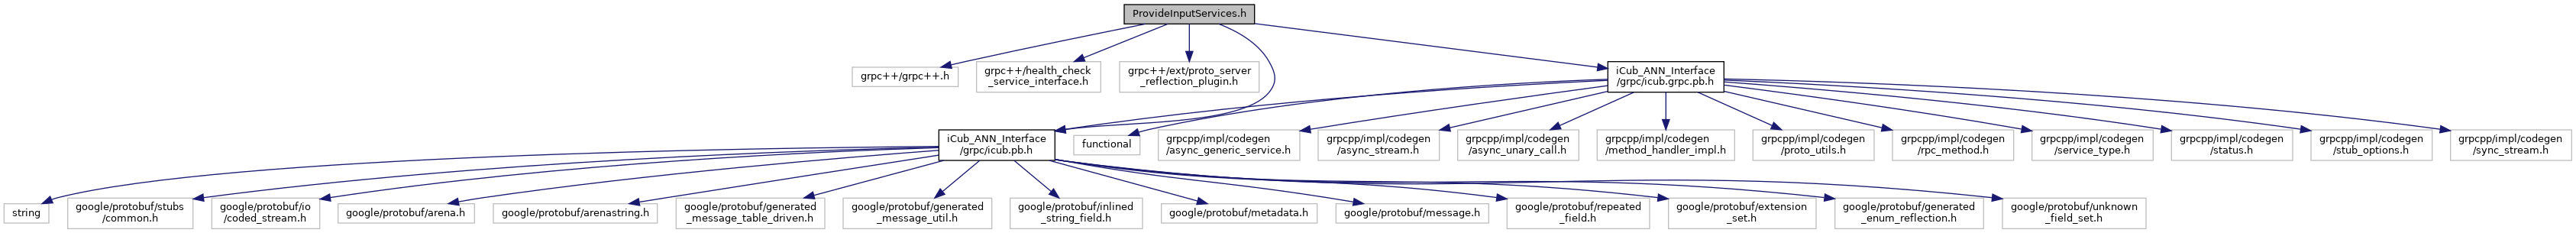 ProvideInputServices.h
grpc++/grpc++.h
grpc++/health_check
_service_interface.h
grpc++/ext/proto_server
_reflection_plugin.h
iCub_ANN_Interface
/grpc/icub.grpc.pb.h
iCub_ANN_Interface
/grpc/icub.pb.h
functional
grpcpp/impl/codegen
/async_generic_service.h
grpcpp/impl/codegen
/async_stream.h
grpcpp/impl/codegen
/async_unary_call.h
grpcpp/impl/codegen
/method_handler_impl.h
grpcpp/impl/codegen
/proto_utils.h
grpcpp/impl/codegen
/rpc_method.h
grpcpp/impl/codegen
/service_type.h
grpcpp/impl/codegen
/status.h
grpcpp/impl/codegen
/stub_options.h
grpcpp/impl/codegen
/sync_stream.h
string
google/protobuf/stubs
/common.h
google/protobuf/io
/coded_stream.h
google/protobuf/arena.h
google/protobuf/arenastring.h
google/protobuf/generated
_message_table_driven.h
google/protobuf/generated
_message_util.h
google/protobuf/inlined
_string_field.h
google/protobuf/metadata.h
google/protobuf/message.h
google/protobuf/repeated
_field.h
google/protobuf/extension
_set.h
google/protobuf/generated
_enum_reflection.h
google/protobuf/unknown
_field_set.h